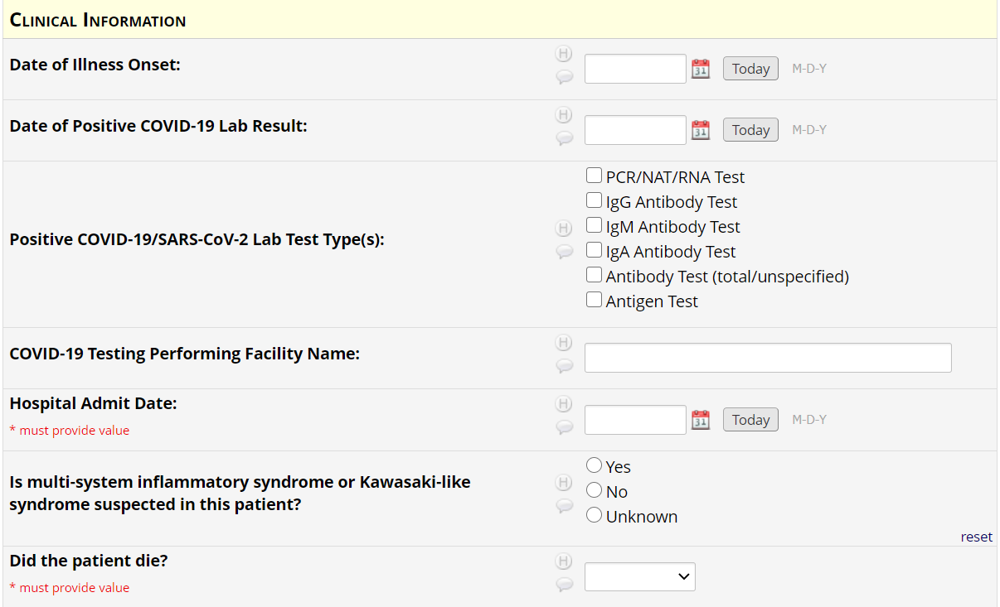 Clinical Information
Date of Illness Onset:
H
31
Today
M-D-Y
Date of Positive COVID-19 Lab Result:
H
31
Today
M-D-Y
Positive COVID-19/SARS-CoV-2 Lab Test Type(s):
H
PCR/NAT/RNA Test
IgG Antibody Test
IgM Antibody Test
IgA Antibody Test
Antibody Test (total/unspecified)
Antigen Test
COVID-19 Testing Performing Facility Name:
H
Hospital Admit Date:
* must provide value
H
31
Today
M-D-Y
Is multi-system inflammatory syndrome or Kawasaki-like
syndrome suspected in this patient?
H
Yes
No
Unknown
reset
Did the patient die?
* must provide value
H